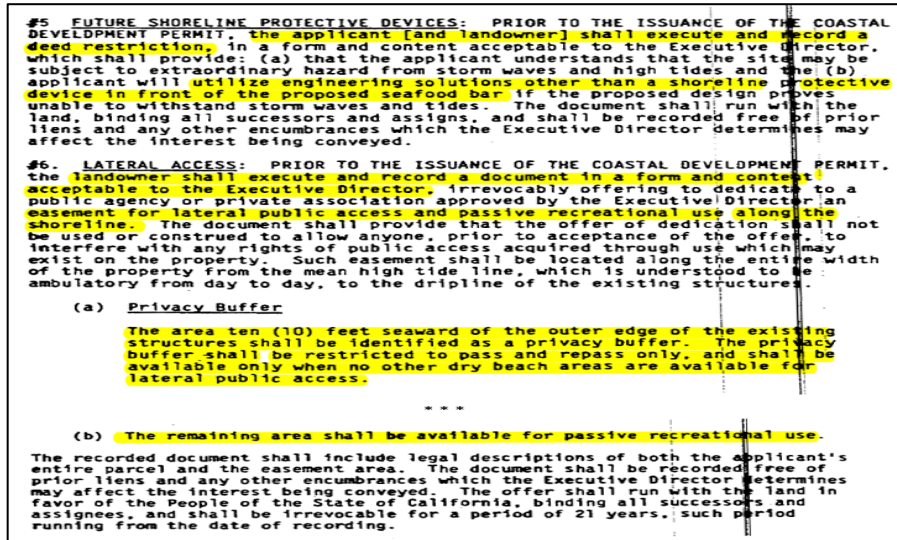 #5 FUTURE SHORELINE PROTECTIVE DEVICES: PRIOR TO THE ISSUANCE OF THE COASTAL
DEVELOPMENT PERMIT, the applicant [and landowner] shall execute and record a
deed restriction, in a form and content acceptable to the Executive Director,
which shall provide: (a) that the applicant understands that the site may be
subject to extraordinary hazard from storm waves and high tides and the (b)
applicant will utilize engineering solutions other than a shoreline protective
device in front of the proposed seafood bar if the proposed design proves
unable to withstand storm waves and tides. The document shall run with the
land, binding all successors and assigns, and shall be recorded free of prior
liens and any other encumbrances which the Executive Director determines may
affect the interest being conveyed.
#6. LATERAL ACCESS: PRIOR TO THE ISSUANCE OF THE COASTAL DEVELOPMENT PERMIT,
the landowner shall execute and record a document in a form and content
acceptable to the Executive Director, irrevocably offering to dedicate to a
public agency or private association approved by the Executive Director an
easement for lateral public access and passive recreational use along the
shoreline. The document shall provide that the offer of dedication shall not
be used or construed to allow anyone, prior to acceptance of the offer, to
interfere with any rights of public access acquired through use which may
exist on the property. Such easement shall be located along the entire width
of the property from the mean high tide line, which is understood to be
ambulatory from day to day, to the dripline of the existing structures.
(a) Privacy Buffer
The area ten (10) feet seaward of the outer edge of the existing
structures shall be identified as a privacy buffer. The privacy
buffer shall be restricted to pass and repass only, and shall be
available only when no other dry beach areas are available for
lateral public access.
* * *
(b) The remaining area shall be available for passive recreational use.
The recorded document shall include legal descriptions of both the applicant's
entire parcel and the easement area. The document shall be recorded free of
prior liens and any other encumbrances which the Executive Director determines
may affect the interest being conveyed. The offer shall run with the land in
favor of the People of the State of California, binding all successors and
assignees, and shall be irrevocable for a period of 21 years, such period
running from the date of recording.